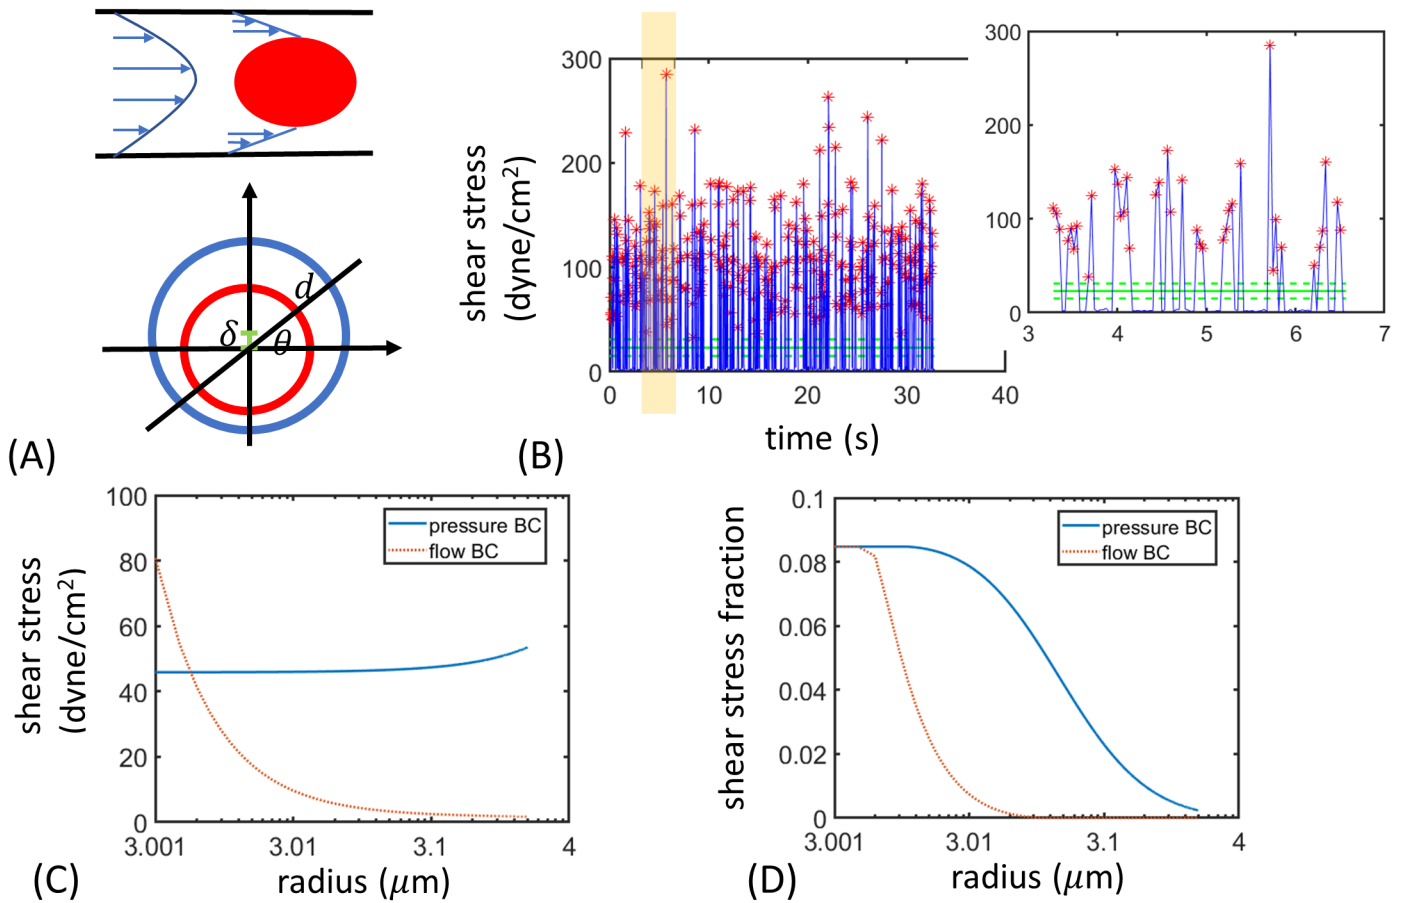 d
δ
θ
(A)
shear stress
(dyne/cm²)
300
200
100
0
0
10
20
30
40
time (s)
(B)
300
200
100
0
3
4
5
6
7
shear stress
(dvne/cm²)
100
80
60
40
20
0
pressure BC
flow BC
3.001
3.01
3.1
4
radius (μm)
(C)
shear stress fraction
0.1
0.08
0.06
0.04
0.02
0
pressure BC
flow BC
3.001
3.01
3.1
4
radius (μm)
(D)